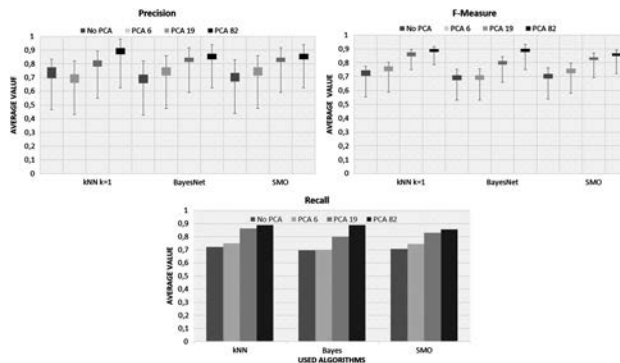 Precision
No PCA PCA 6 PCA 19 PCA 82
AVERAGE VALUE
1
0,9
0,8
0,7
0,6
0,5
0,4
0,3
0,2
0,1
0
kNN k=1 BayesNet SMO
F-Measure
No PCA PCA 6 PCA 19 PCA 82
AVERAGE VALUE
1
0,9
0,8
0,7
0,6
0,5
0,4
0,3
0,2
0,1
0
kNN k=1 BayesNet SMO
Recall
No PCA PCA 6 PCA 19 PCA 82
AVERAGE VALUE
1
0,9
0,8
0,7
0,6
0,5
0,4
0,3
0,2
0,1
0
kNN Bayes SMO
USED ALGORITHMS